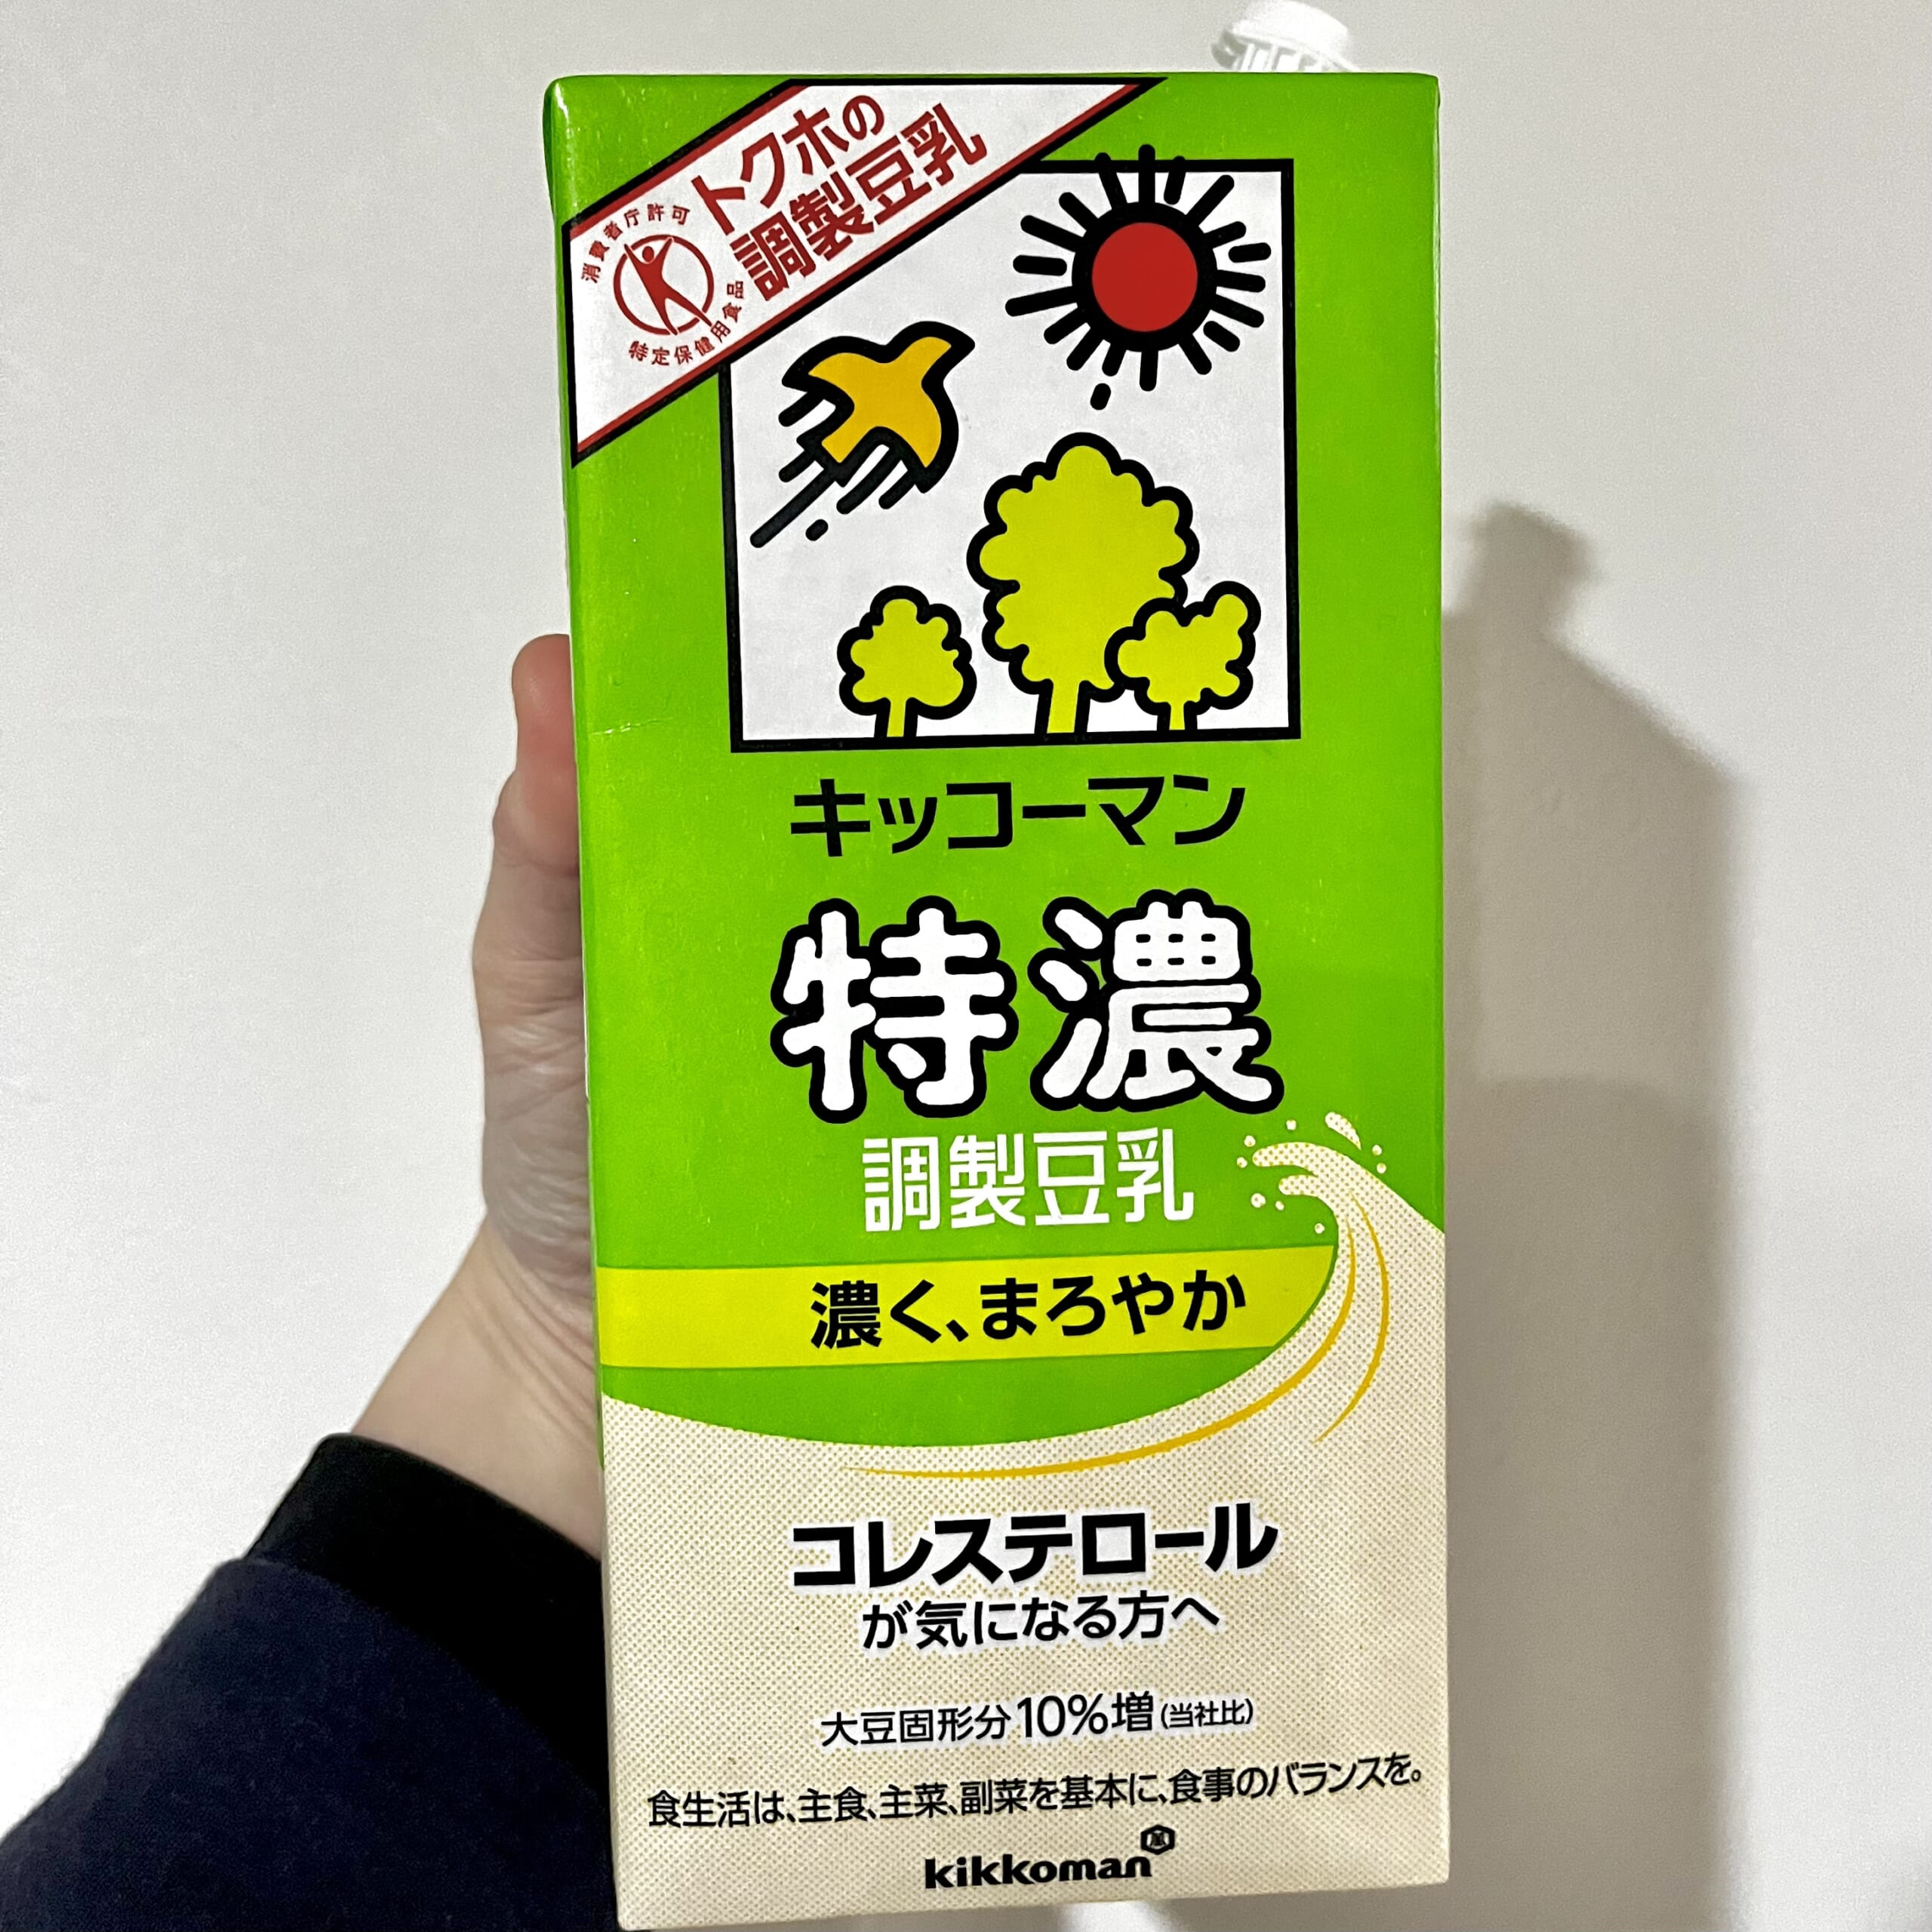 トクホの
調製豆乳
消費者庁許可
特定保健用食品
キッコーマン
特濃
調製豆乳
濃く、まろやか
コレステロール
が気になる方へ
大豆固形分10%増(当社比)
食生活は、主食、主菜、副菜を基本に、食事のバランスを。
kikkoman
萬